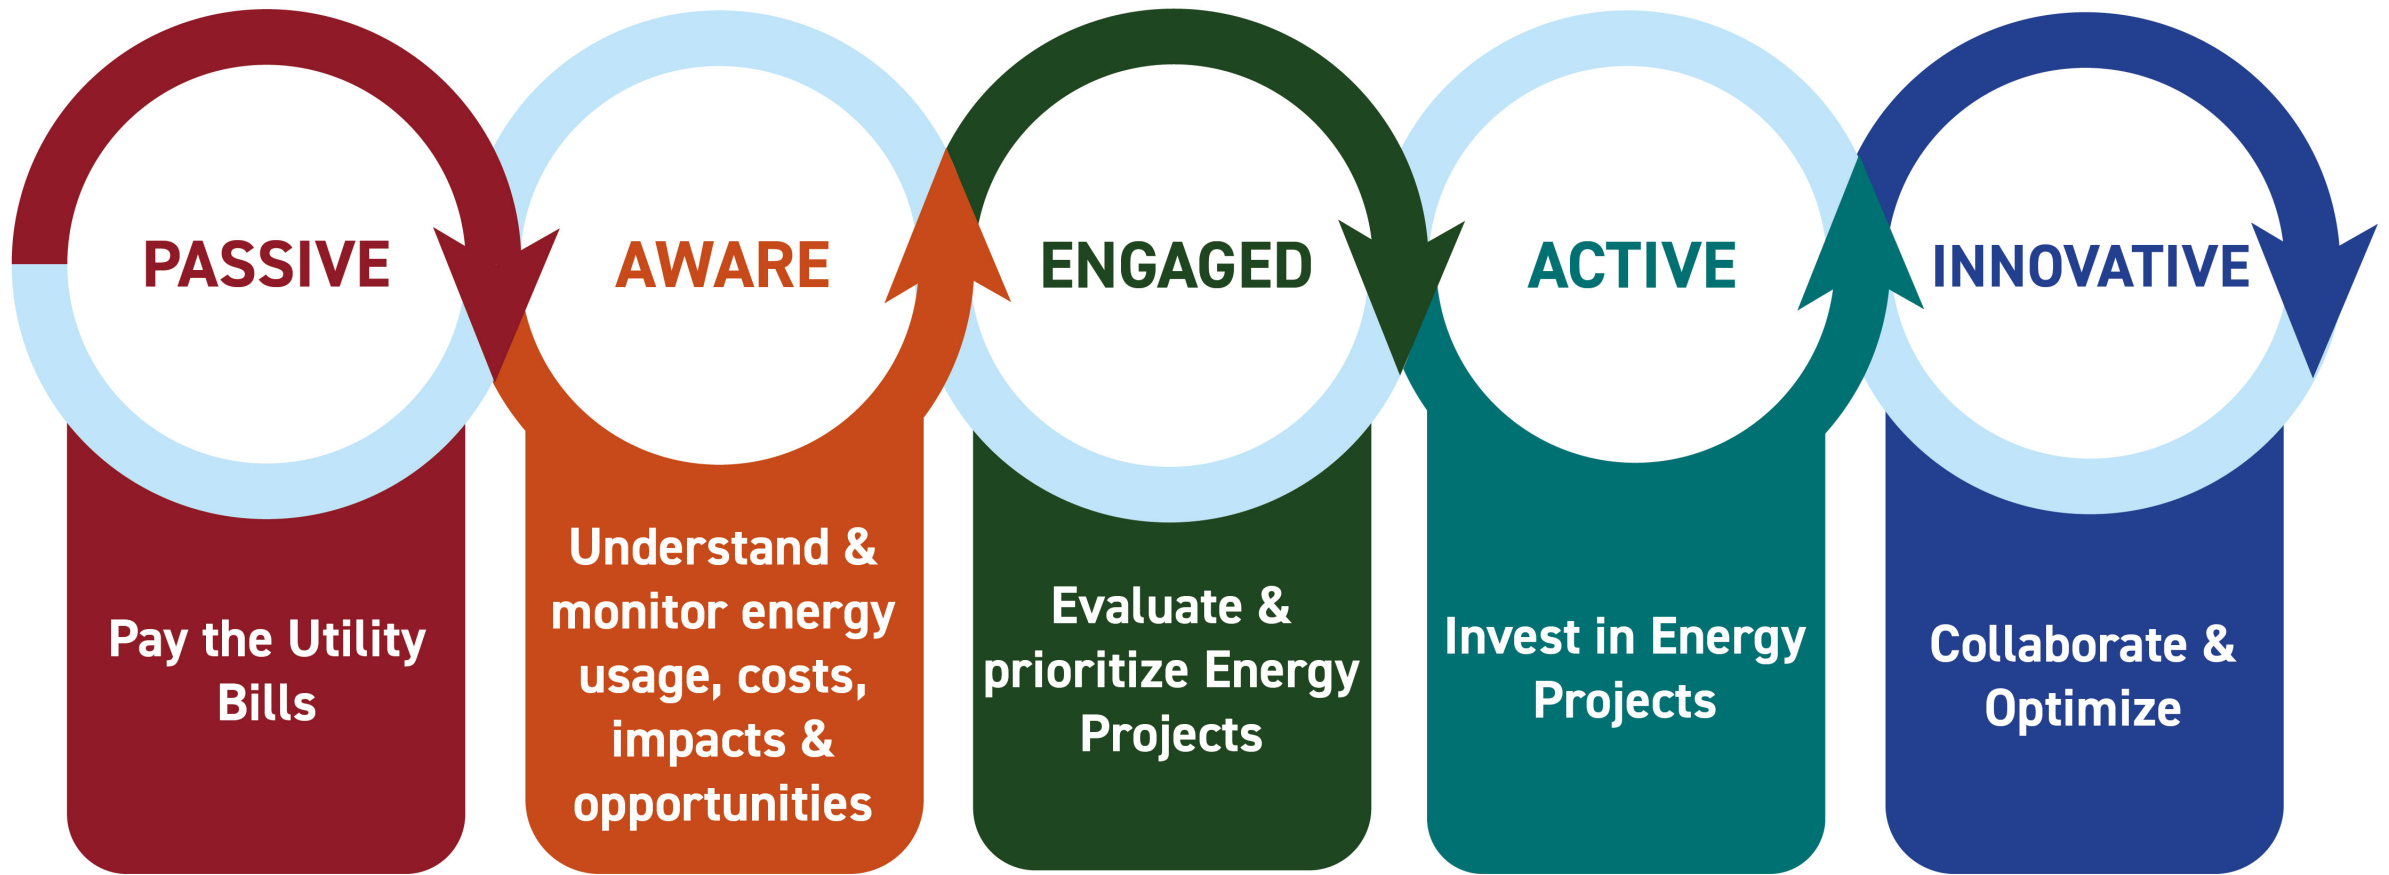 PASSIVE
AWARE
ENGAGED
ACTIVE
INNOVATIVE
Pay the Utility
Bills
Understand &
monitor energy
usage, costs,
impacts &
opportunities
Evaluate &
prioritize Energy
Projects
Invest in Energy
Projects
Collaborate &
Optimize